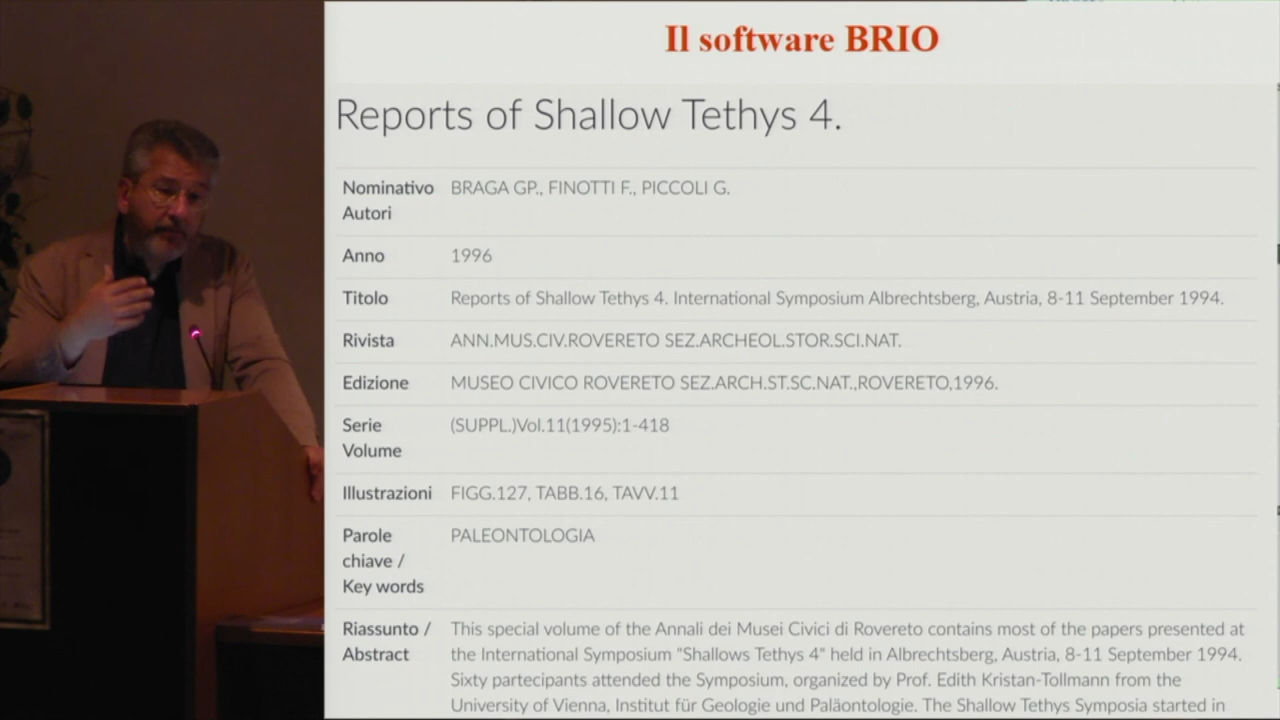 Il software BRIO
Reports of Shallow Tethys 4.
Nominativo Autori BRAGA GP., FINOTTI F., PICCOLI G.
Anno 1996
Titolo Reports of Shallow Tethys 4. International Symposium Albrechtsberg, Austria, 8-11 September 1994.
Rivista ANN.MUS.CIV.ROVERETO SEZ.ARCHEOL.STOR.SCI.NAT.
Edizione MUSEO CIVICO ROVERETO SEZ.ARCH.ST.SC.NAT.,ROVERETO,1996.
Serie Volume (SUPPL.)Vol.11(1995):1-418
Illustrazioni FIGG.127, TABB.16, TAVV.11
Parole chiave / Key words PALEONTOLOGIA
Riassunto / Abstract
This special volume of the Annali dei Musei Civici di Rovereto contains most of the papers presented at
the International Symposium "Shallows Tethys 4" held in Albrechtsberg, Austria, 8-11 September 1994.
Sixty partecipants attended the Symposium, organized by Prof. Edith Kristan-Tollmann from the
University of Vienna, Institut für Geologie und Paläontologie. The Shallow Tethys Symposia started in